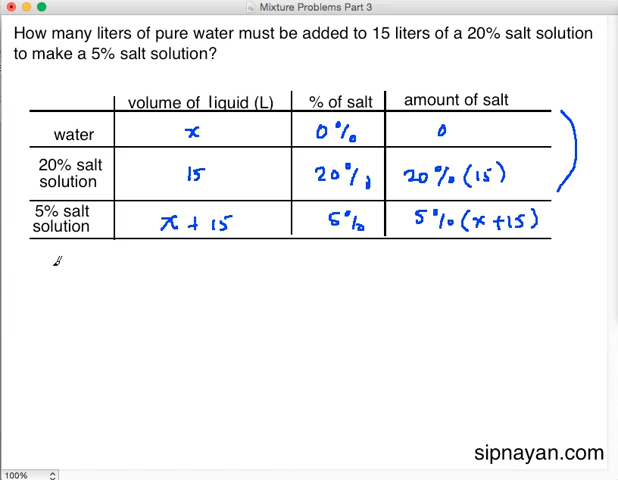 Mixture Problems Part 3
How many liters of pure water must be added to 15 liters of a 20% salt solution
to make a 5% salt solution?
volume of liquid (L) % of salt amount of salt
water x 0% 0
20% salt solution 15 20% 20% (15)
5% salt solution x + 15 5% 5% (x + 15)
sipnayan.com
100%